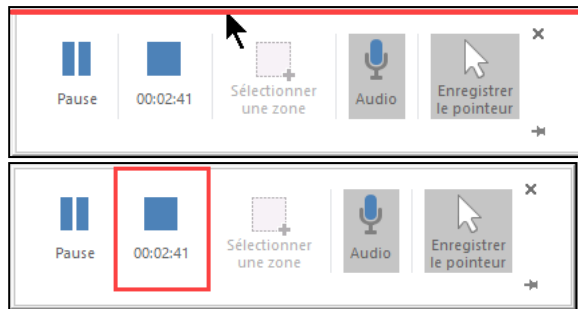 Pause
00:02:41
Sélectionner
une zone
Audio
Enregistrer
le pointeur
Pause
00:02:41
Sélectionner
une zone
Audio
Enregistrer
le pointeur